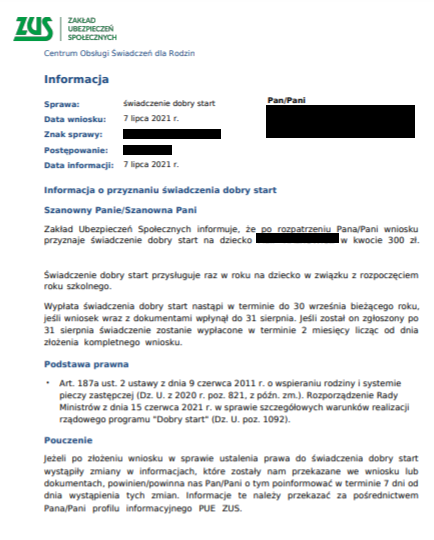 ZUS
ZAKŁAD
UBEZPIECZEŃ
SPOŁECZNYCH
Centrum Obsługi Świadczeń dla Rodzin
Informacja
Sprawa: świadczenie dobry start
Pan/Pani
Data wniosku: 7 lipca 2021 r.
Znak sprawy:
Postępowanie:
Data informacji: 7 lipca 2021 r.
Informacja o przyznaniu świadczenia dobry start
Szanowny Panie/Szanowna Pani
Zakład Ubezpieczeń Społecznych informuje, że po rozpatrzeniu Pana/Pani wniosku
przyznaje świadczenie dobry start na dziecko w kwocie 300 zł.
Świadczenie dobry start przysługuje raz w roku na dziecko w związku z rozpoczęciem
roku szkolnego.
Wypłata świadczenia dobry start nastąpi w terminie do 30 września bieżącego roku,
jeśli wniosek wraz z dokumentami wpłynął do 31 sierpnia. Jeśli został on zgłoszony po
31 sierpnia świadczenie zostanie wypłacone w terminie 2 miesięcy licząc od dnia
złożenia kompletnego wniosku.
Podstawa prawna
• Art. 187a ust. 2 ustawy z dnia 9 czerwca 2011 r. o wspieraniu rodziny i systemie
pieczy zastępczej (Dz. U. z 2020 r. poz. 821, z późn. zm.). Rozporządzenie Rady
Ministrów z dnia 15 czerwca 2021 r. w sprawie szczegółowych warunków realizacji
rządowego programu "Dobry start" (Dz. U. poz. 1092).
Pouczenie
Jeżeli po złożeniu wniosku w sprawie ustalenia prawa do świadczenia dobry start
wystąpiły zmiany w informacjach, które zostały nam przekazane we wniosku lub
dokumentach, powinien/powinna nas Pan/Pani o tym poinformować w terminie 7 dni od
dnia wystąpienia tych zmian. Informacje te należy przekazać za pośrednictwem
Pana/Pani profilu informacyjnego PUE ZUS.